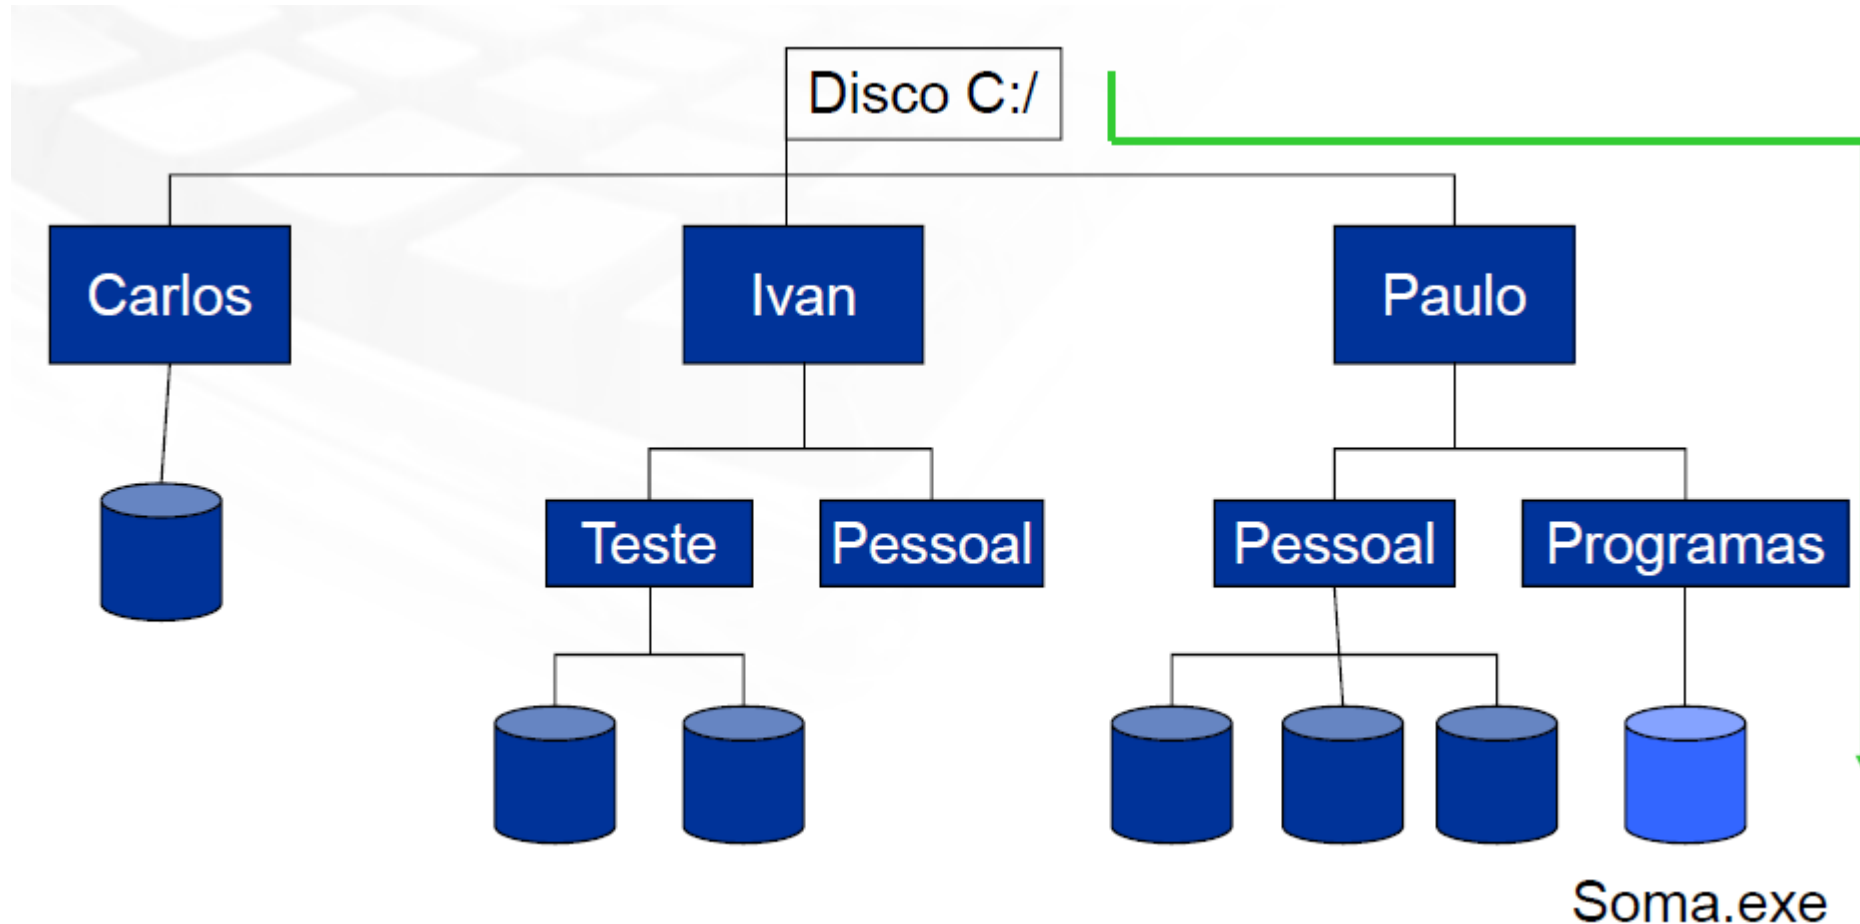 Disco C:/
Carlos
Ivan
Paulo
Teste
Pessoal
Pessoal
Programas
Soma.exe